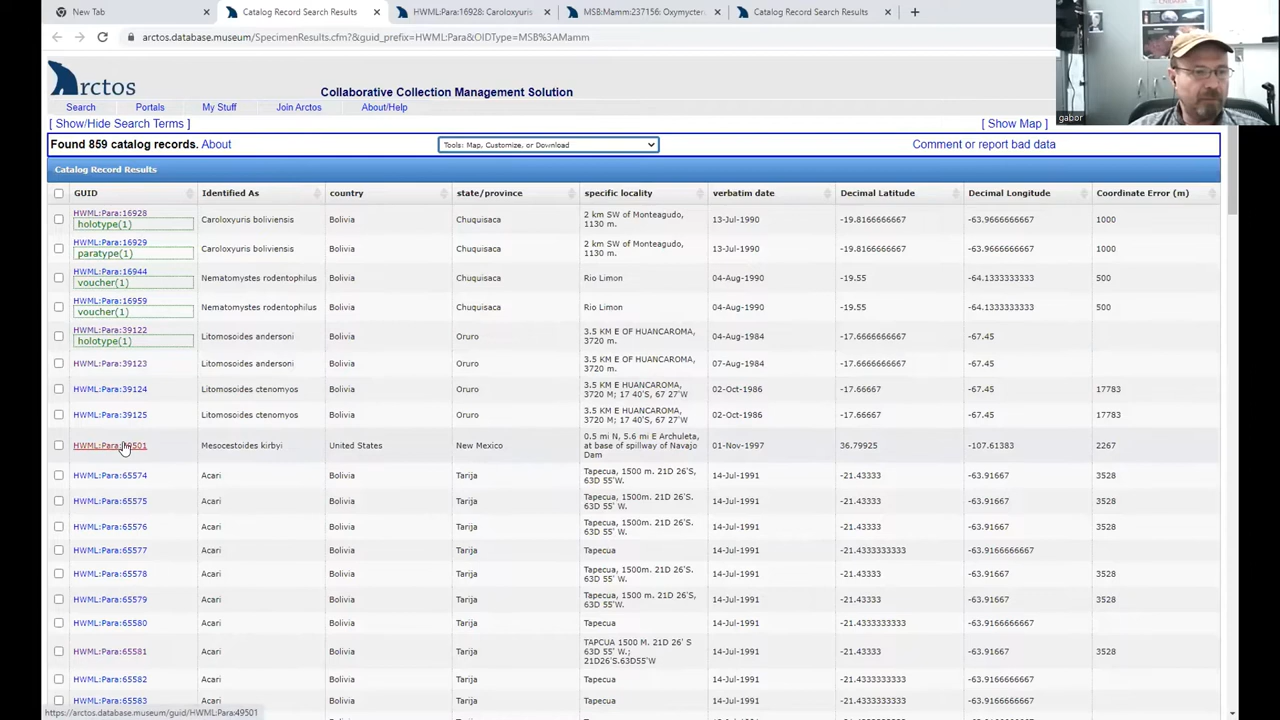 New Tab × Catalog Record Search Results × HWML:Para:16928: Caroloxyuris × MSB:Mamm:237156: Oxymycter × Catalog Record Search Results × +
arctos.database.museum/SpecimenResults.cfm?&guid_prefix=HWML:Para&OIDType=MSB%3AMamm
Arctos
Collaborative Collection Management Solution
Search Portals My Stuff Join Arctos About/Help
gabor
[ Show/Hide Search Terms ] [ Show Map ]
Found 859 catalog records. About Tools: Map, Customize, or Download Comment or report bad data
Catalog Record Results
GUID Identified As country state/province specific locality verbatim date Decimal Latitude Decimal Longitude Coordinate Error (m)
HWML:Para:16928 Caroloxyuris boliviensis Bolivia Chuquisaca 2 km SW of Monteagudo, 13-Jul-1990 -19.8166666667 -63.9666666667 1000
holotype(1) 1130 m.
HWML:Para:16929 Caroloxyuris boliviensis Bolivia Chuquisaca 2 km SW of Monteagudo, 13-Jul-1990 -19.8166666667 -63.9666666667 1000
paratype(1) 1130 m.
HWML:Para:16944 Nematomystes rodentophilus Bolivia Chuquisaca Rio Limon 04-Aug-1990 -19.55 -64.1333333333 500
voucher(1)
HWML:Para:16959 Nematomystes rodentophilus Bolivia Chuquisaca Rio Limon 04-Aug-1990 -19.55 -64.1333333333 500
voucher(1)
HWML:Para:39122 Litomosoides andersoni Bolivia Oruro 3.5 KM E OF HUANCAROMA, 04-Aug-1984 -17.6666666667 -67.45
holotype(1) 3720 m.
HWML:Para:39123 Litomosoides andersoni Bolivia Oruro 3.5 KM E OF HUANCAROMA, 07-Aug-1984 -17.6666666667 -67.45
3720 m.
HWML:Para:39124 Litomosoides ctenomyos Bolivia Oruro 3.5 KM E HUANCAROMA, 02-Oct-1986 -17.66667 -67.45 17783
3720 M; 17 40'S, 67 27'W
HWML:Para:39125 Litomosoides ctenomyos Bolivia Oruro 3.5 KM E HUANCAROMA, 02-Oct-1986 -17.66667 -67.45 17783
3720 M; 17 40'S, 67 27'W
HWML:Para:49501 Mesocestoides kirbyi United States New Mexico 0.5 mi N, 5.6 mi E Archuleta, 01-Nov-1997 36.79925 -107.61383 2267
at base of spillway of Navajo
Dam
HWML:Para:65574 Acari Bolivia Tarija Tapecua, 1500 m. 21D 26'S, 14-Jul-1991 -21.43333 -63.91667 3528
63D 55'W.
HWML:Para:65575 Acari Bolivia Tarija Tapecua, 1500 m. 21D 26'S, 14-Jul-1991 -21.43333 -63.91667 3528
63D 55'W.
HWML:Para:65576 Acari Bolivia Tarija Tapecua, 1500 m. 21D 26'S, 14-Jul-1991 -21.43333 -63.91667 3528
63D 55'W.
HWML:Para:65577 Acari Bolivia Tarija Tapecua 14-Jul-1991 -21.4333333333 -63.9166666667
HWML:Para:65578 Acari Bolivia Tarija Tapecua, 1500m. 21D 26'S. 14-Jul-1991 -21.43333 -63.91667 3528
63D 55' W.
HWML:Para:65579 Acari Bolivia Tarija Tapecua, 1500m. 21D 26'S. 14-Jul-1991 -21.43333 -63.91667 3528
63D 55' W.
HWML:Para:65580 Acari Bolivia Tarija Tapecua 14-Jul-1991 -21.4333333333 -63.9166666667
HWML:Para:65581 Acari Bolivia Tarija TAPCUA 1500 M. 21D 26' S 14-Jul-1991 -21.43333 -63.91667 3528
63D 55' W.;
21D26'S.63D55'W
HWML:Para:65582 Acari Bolivia Tarija Tapecua 14-Jul-1991 -21.4333333333 -63.9166666667
HWML:Para:65583 Acari Bolivia Tarija Tapecua 14-Jul-1991 -21.4333333333 -63.9166666667
https://arctos.database.museum/guid/HWML:Para:49501